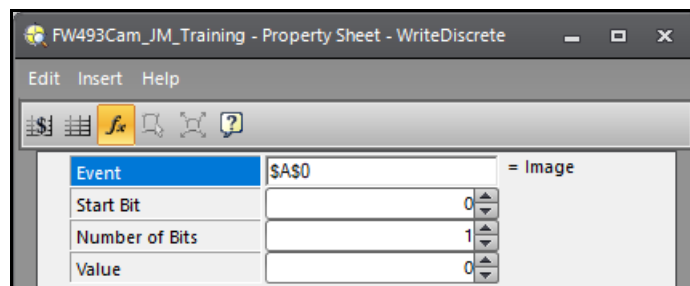 FW493Cam_JM_Training - Property Sheet - WriteDiscrete
Edit Insert Help
$ fx ?
Event $A$0 = Image
Start Bit 0
Number of Bits 1
Value 0